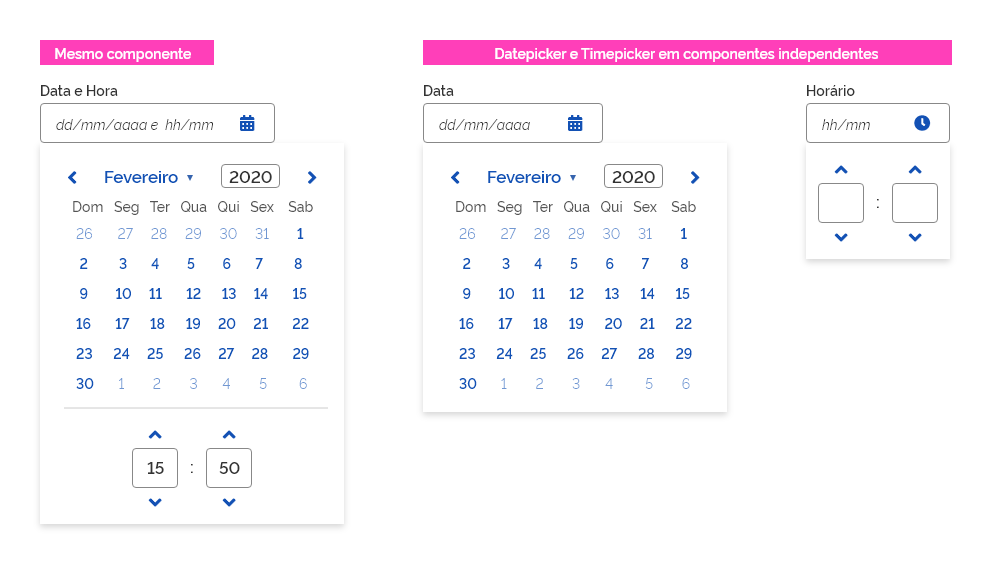 Mesmo componente
Data e Hora
dd/mm/aaaa e hh/mm
Fevereiro ▾ 2020
Dom Seg Ter Qua Qui Sex Sab
26 27 28 29 30 31 1
2 3 4 5 6 7 8
9 10 11 12 13 14 15
16 17 18 19 20 21 22
23 24 25 26 27 28 29
30 1 2 3 4 5 6
15 : 50
Datepicker e Timepicker em componentes independentes
Data
dd/mm/aaaa
Fevereiro ▾ 2020
Dom Seg Ter Qua Qui Sex Sab
26 27 28 29 30 31 1
2 3 4 5 6 7 8
9 10 11 12 13 14 15
16 17 18 19 20 21 22
23 24 25 26 27 28 29
30 1 2 3 4 5 6
Horário
hh/mm
: